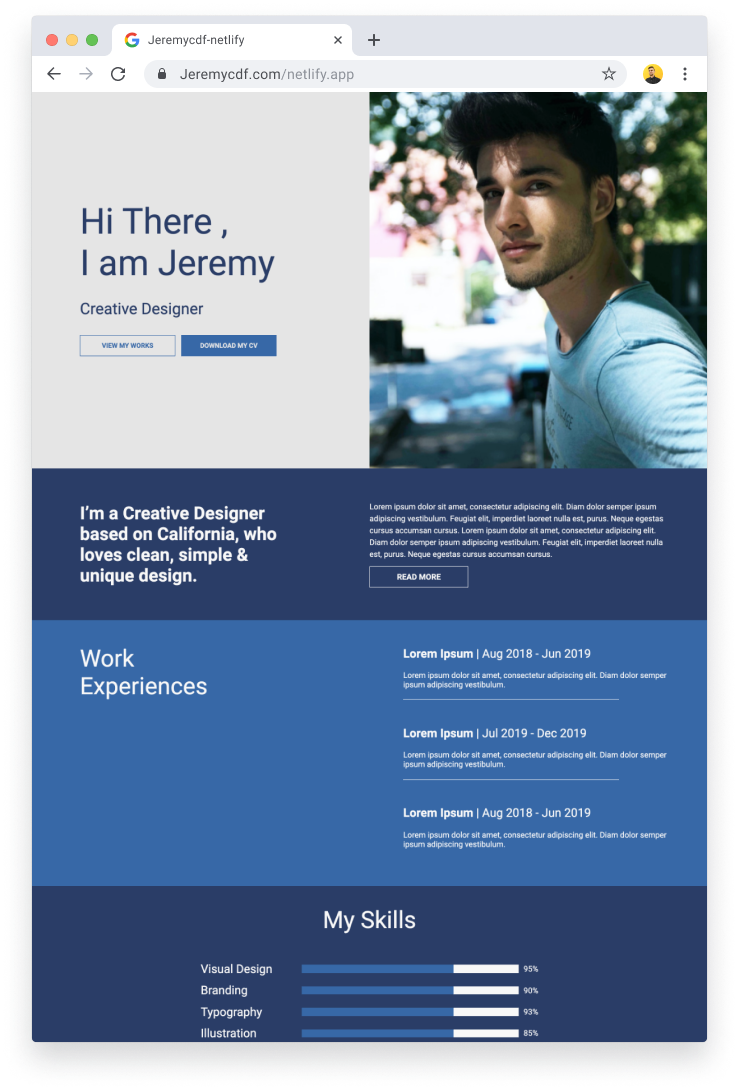 Jeremycdf-netlify
Jeremycdf.com/netlify.app
Hi There ,
I am Jeremy
Creative Designer
VIEW MY WORKS
DOWNLOAD MY CV
I'm a Creative Designer
based on California, who
loves clean, simple &
unique design.
Lorem ipsum dolor sit amet, consectetur adipiscing elit. Diam dolor semper ipsum
adipiscing vestibulum. Feugiat elit, imperdiet laoreet nulla est, purus. Neque egestas
cursus accumsan cursus. Lorem ipsum dolor sit amet, consectetur adipiscing elit.
Diam dolor semper ipsum adipiscing vestibulum. Feugiat elit, imperdiet laoreet nulla
est, purus. Neque egestas cursus accumsan cursus.
READ MORE
Work
Experiences
Lorem Ipsum | Aug 2018 - Jun 2019
Lorem ipsum dolor sit amet, consectetur adipiscing elit. Diam dolor semper
ipsum adipiscing vestibulum.
Lorem Ipsum | Jul 2019 - Dec 2019
Lorem ipsum dolor sit amet, consectetur adipiscing elit. Diam dolor semper
ipsum adipiscing vestibulum.
Lorem Ipsum | Aug 2018 - Jun 2019
Lorem ipsum dolor sit amet, consectetur adipiscing elit. Diam dolor semper
ipsum adipiscing vestibulum.
My Skills
Visual Design 95%
Branding 90%
Typography 93%
Illustration 85%